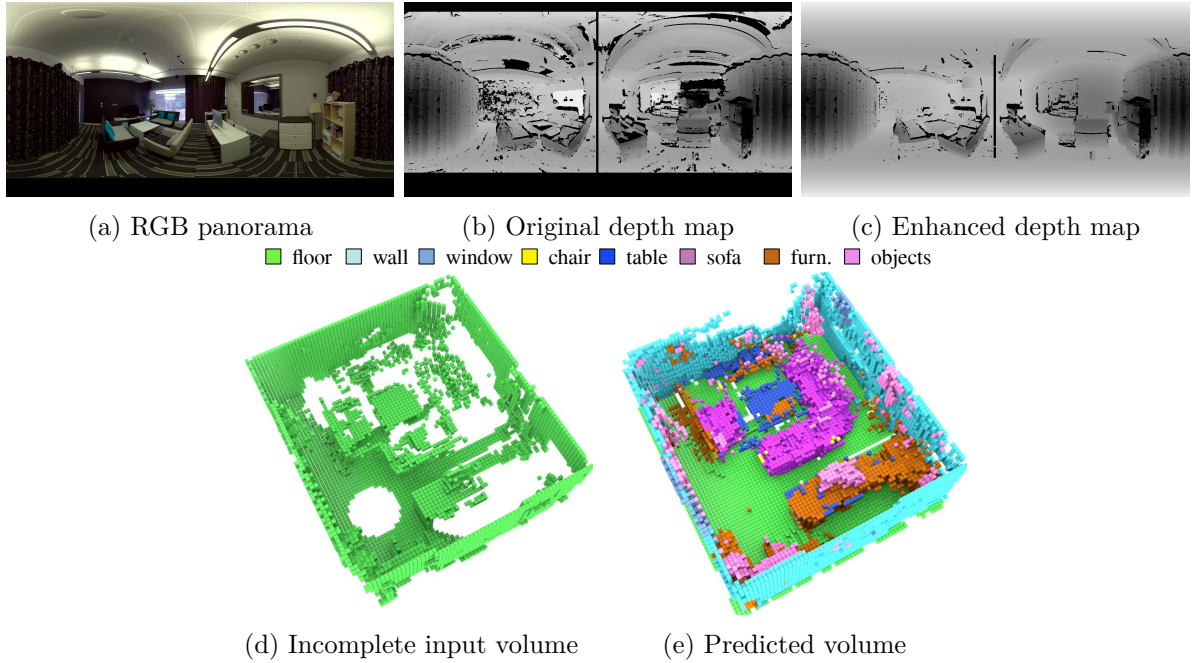 (a) RGB panorama
(b) Original depth map
(c) Enhanced depth map
floor wall window chair table sofa furn. objects
(d) Incomplete input volume
(e) Predicted volume